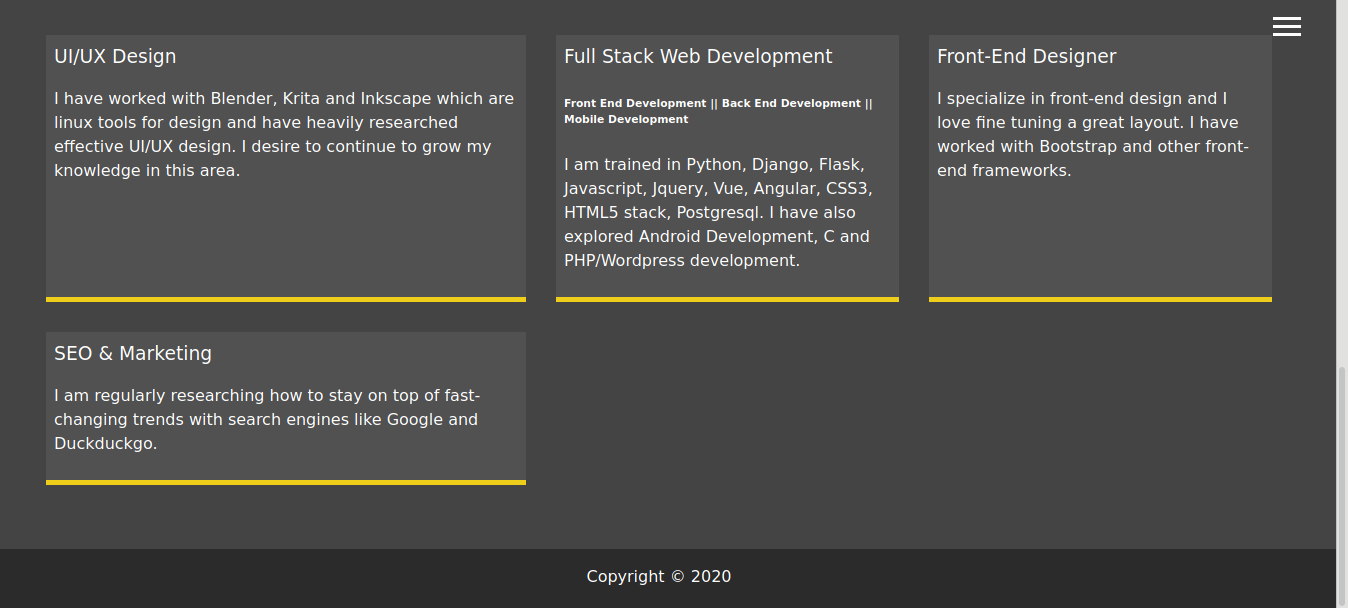 UI/UX Design
I have worked with Blender, Krita and Inkscape which are
linux tools for design and have heavily researched
effective UI/UX design. I desire to continue to grow my
knowledge in this area.
Full Stack Web Development
Front End Development || Back End Development ||
Mobile Development
I am trained in Python, Django, Flask,
Javascript, Jquery, Vue, Angular, CSS3,
HTML5 stack, Postgresql. I have also
explored Android Development, C and
PHP/Wordpress development.
Front-End Designer
I specialize in front-end design and I
love fine tuning a great layout. I have
worked with Bootstrap and other front-
end frameworks.
SEO & Marketing
I am regularly researching how to stay on top of fast-
changing trends with search engines like Google and
Duckduckgo.
Copyright © 2020